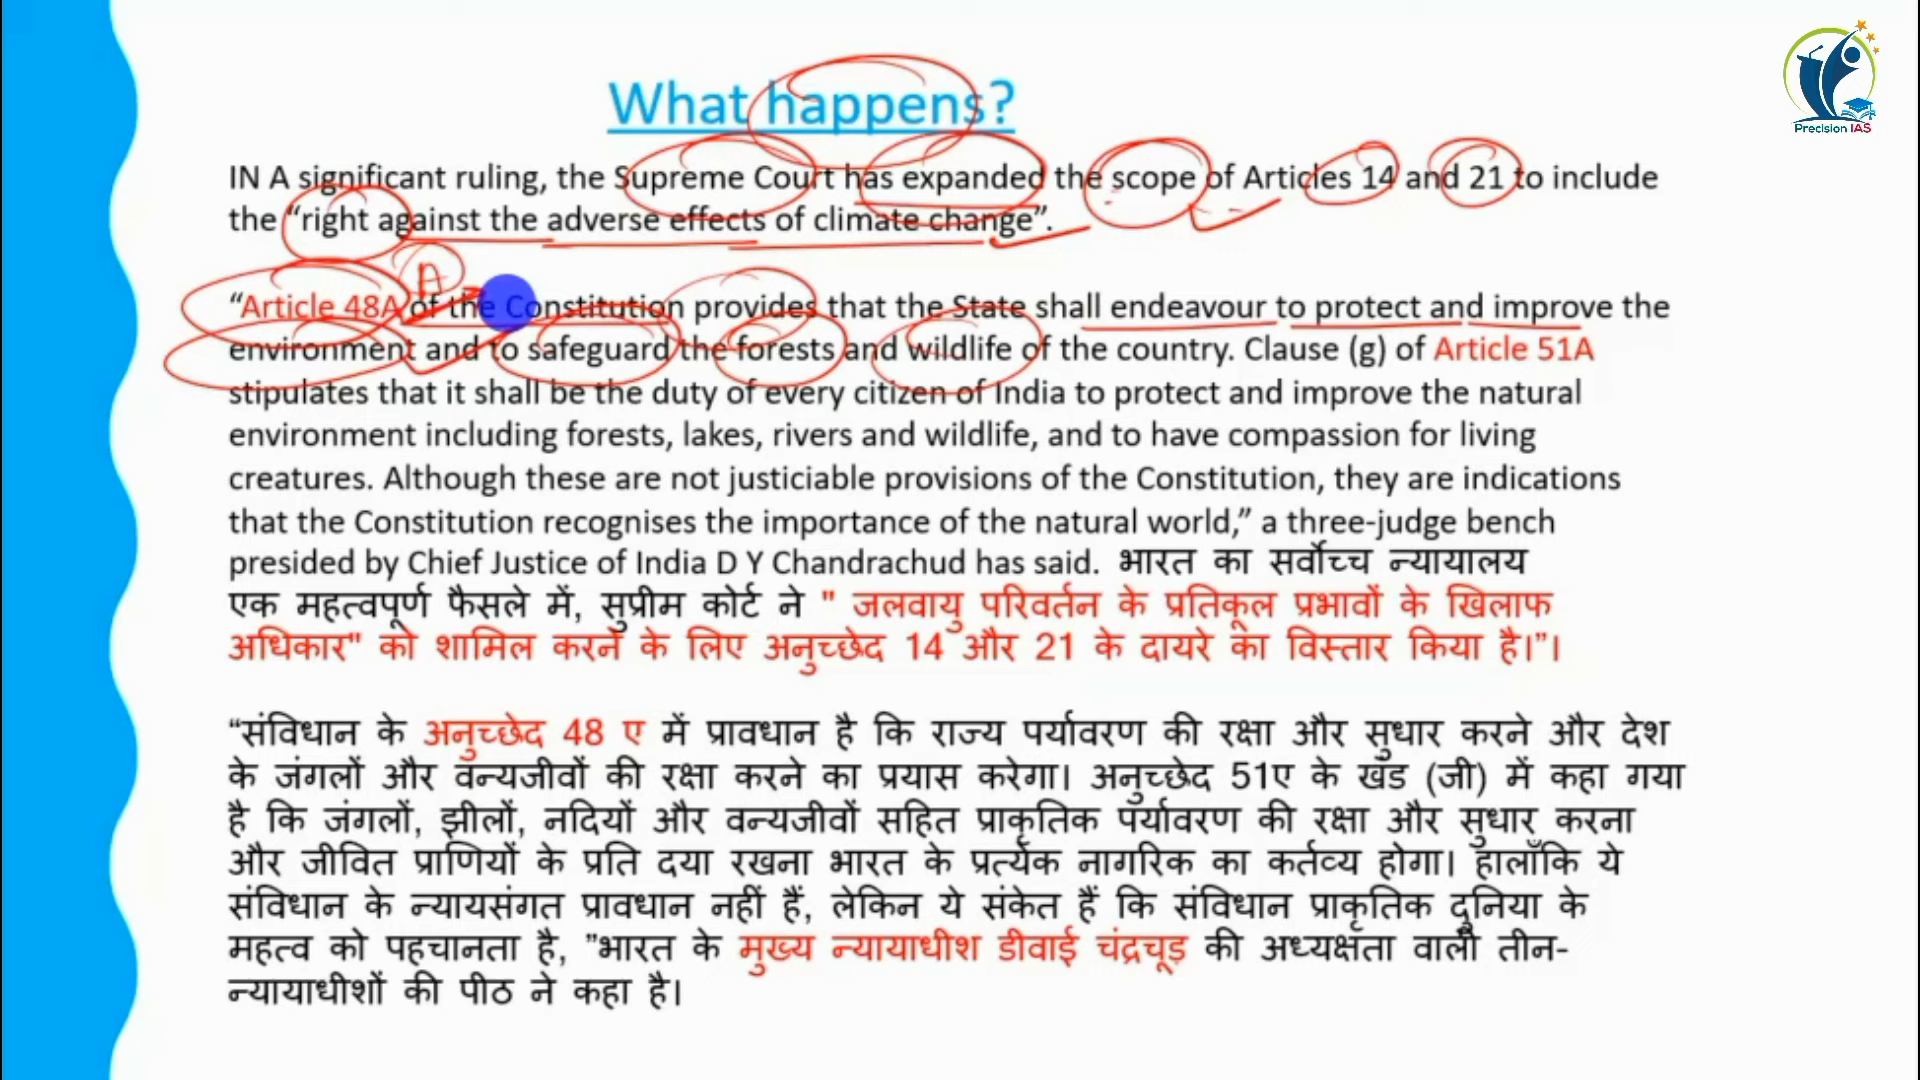 Precision IAS
What happens?
IN A significant ruling, the Supreme Court has expanded the scope of Articles 14 and 21 to include
the “right against the adverse effects of climate change”.
A
“Article 48A of the Constitution provides that the State shall endeavour to protect and improve the
environment and to safeguard the forests and wildlife of the country. Clause (g) of Article 51A
stipulates that it shall be the duty of every citizen of India to protect and improve the natural
environment including forests, lakes, rivers and wildlife, and to have compassion for living
creatures. Although these are not justiciable provisions of the Constitution, they are indications
that the Constitution recognises the importance of the natural world,” a three-judge bench
presided by Chief Justice of India D Y Chandrachud has said. भारत का सर्वोच्च न्यायालय
एक महत्वपूर्ण फैसले में, सुप्रीम कोर्ट ने " जलवायु परिवर्तन के प्रतिकूल प्रभावों के खिलाफ
अधिकार" को शामिल करने के लिए अनुच्छेद 14 और 21 के दायरे का विस्तार किया है।”।
“संविधान के अनुच्छेद 48 ए में प्रावधान है कि राज्य पर्यावरण की रक्षा और सुधार करने और देश
के जंगलों और वन्यजीवों की रक्षा करने का प्रयास करेगा। अनुच्छेद 51ए के खंड (जी) में कहा गया
है कि जंगलों, झीलों, नदियों और वन्यजीवों सहित प्राकृतिक पर्यावरण की रक्षा और सुधार करना
और जीवित प्राणियों के प्रति दया रखना भारत के प्रत्येक नागरिक का कर्तव्य होगा। हालाँकि ये
संविधान के न्यायसंगत प्रावधान नहीं हैं, लेकिन ये संकेत हैं कि संविधान प्राकृतिक दुनिया के
महत्व को पहचानता है, ”भारत के मुख्य न्यायाधीश डीवाई चंद्रचूड़ की अध्यक्षता वाली तीन-
न्यायाधीशों की पीठ ने कहा है।